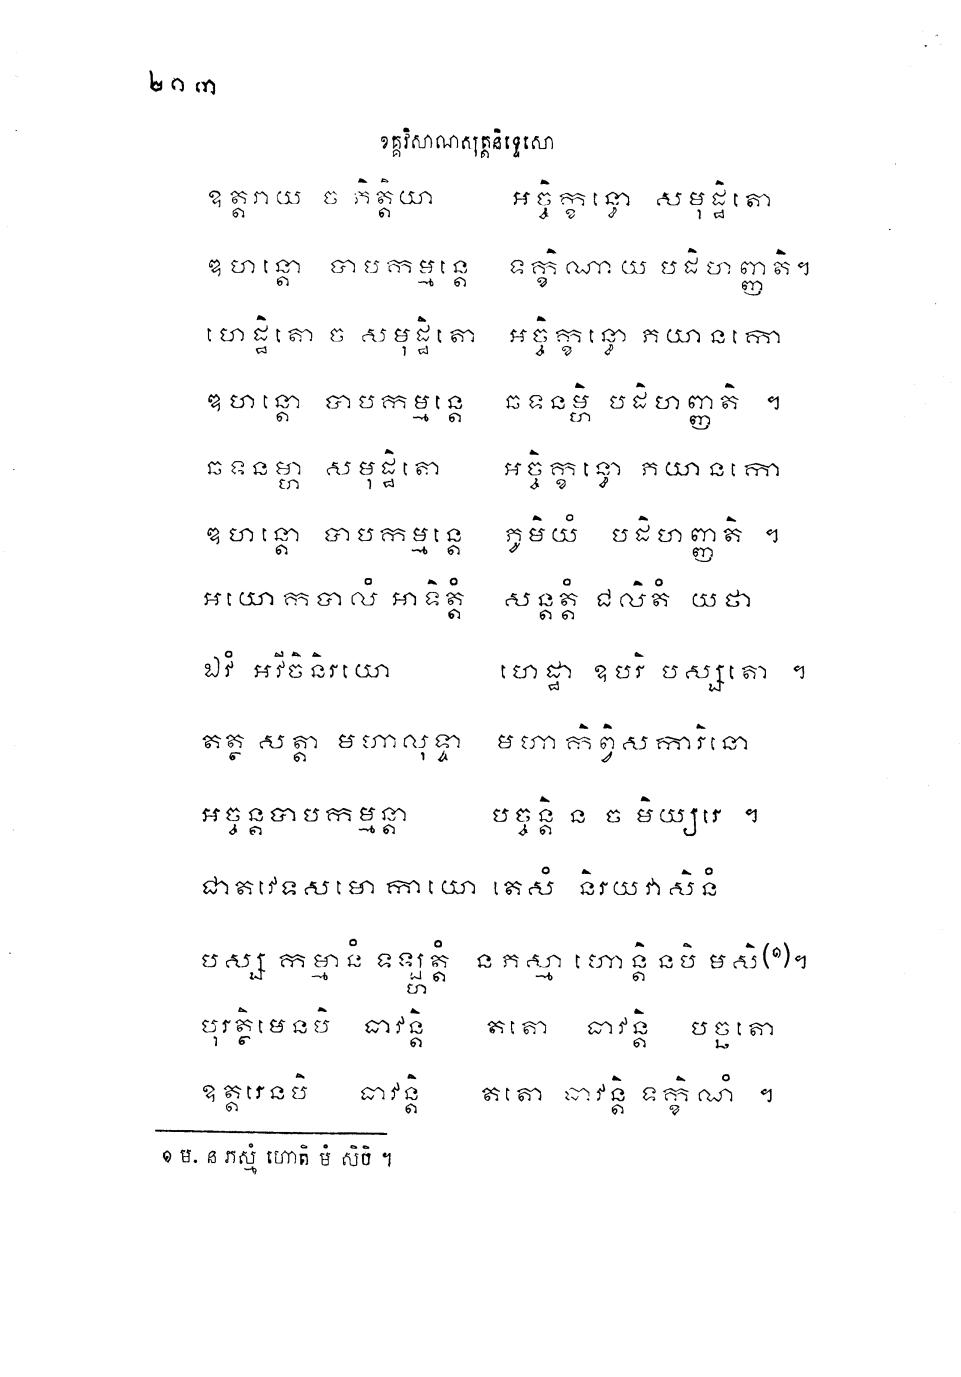 ២១៣
ខគ្គវិសាណសុត្តនិទ្ទេសោ
ឧត្តរាយ ច ភិត្តិយា អច្ចិក្ខន្ធោ សមុដ្ឋិតោ
ឌហន្តោ បាបកម្មន្តេ ទក្ខិណាយ បដិហញ្ញតិ។
ហេដ្ឋិតោ ច សមុដ្ឋិតោ អច្ចិក្ខន្ធោ ភយានកោ
ឌហន្តោ បាបកម្មន្តេ ឆទនម្ហិ បដិហញ្ញតិ ។
ឆទនម្ហា សមុដ្ឋិតោ អច្ចិក្ខន្ធោ ភយានកោ
ឌហន្តោ បាបកម្មន្តេ ភូមិយំ បដិហញ្ញតិ ។
អយោកបាលំ អាទិត្តំ សន្តត្តំ ជលិតំ យថា
ឯវំ អវីចិនិរយោ ហេដ្ឋា ឧបរិ បស្សតោ ។
តត្ថ សត្តា មហាលុទ្ទា មហាកិព្វិសការិនោ
អច្ចន្តបាបកម្មន្តា បច្ចន្តិ ន ច មិយ្យរេ ។
ជាតវេទសមោ កាយោ តេសំ និរយវាសិនំ
បស្ស កម្មានំ ទឡ្ហត្តំ នភស្មា ហោន្តិ នបិ មសិ(១)។
បុរត្ថិមេនបិ ធាវន្តិ តតោ ធាវន្តិ បច្ឆតោ
ឧត្តរេនបិ ធាវន្តិ តតោ ធាវន្តិ ទក្ខិណំ ។
១ ម. ន ភស្មំ ហោតិ មំ សិបិ ។